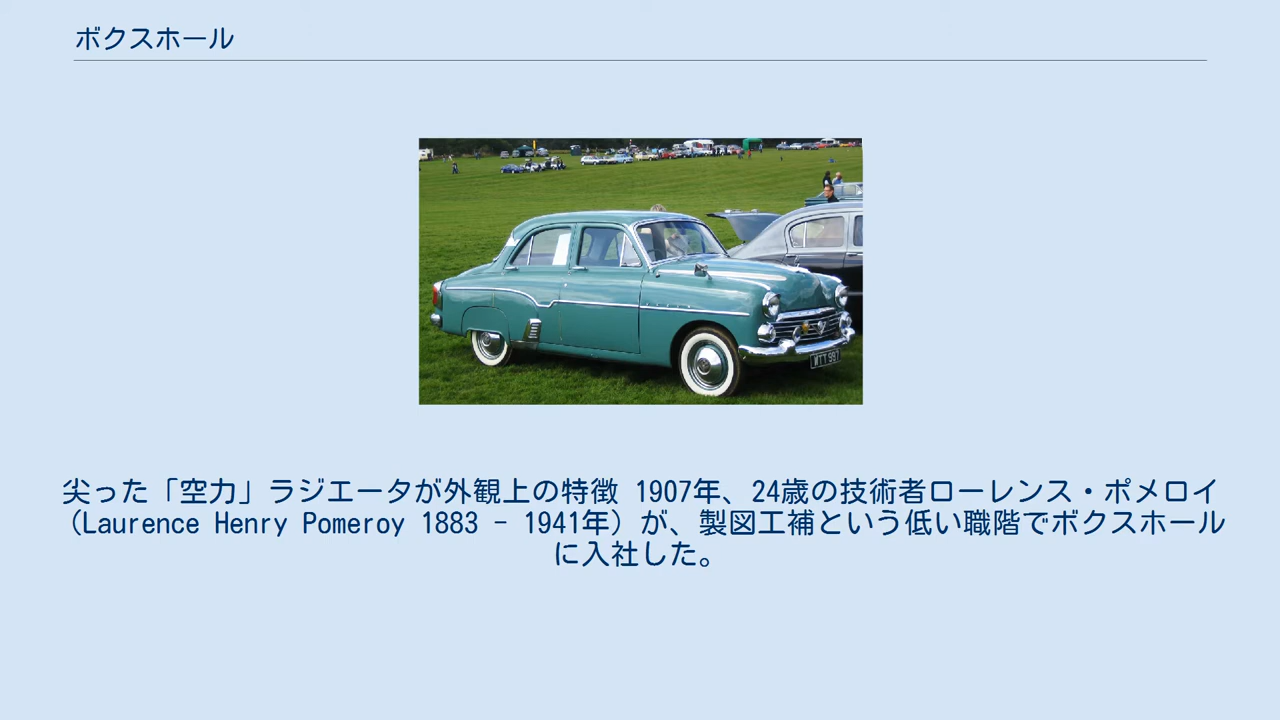 ボクスホール
尖った「空力」ラジエータが外観上の特徴 1907年、24歳の技術者ローレンス・ポメロイ
（Laurence Henry Pomeroy 1883 - 1941年）が、製図工補という低い職階でボクスホール
に入社した。